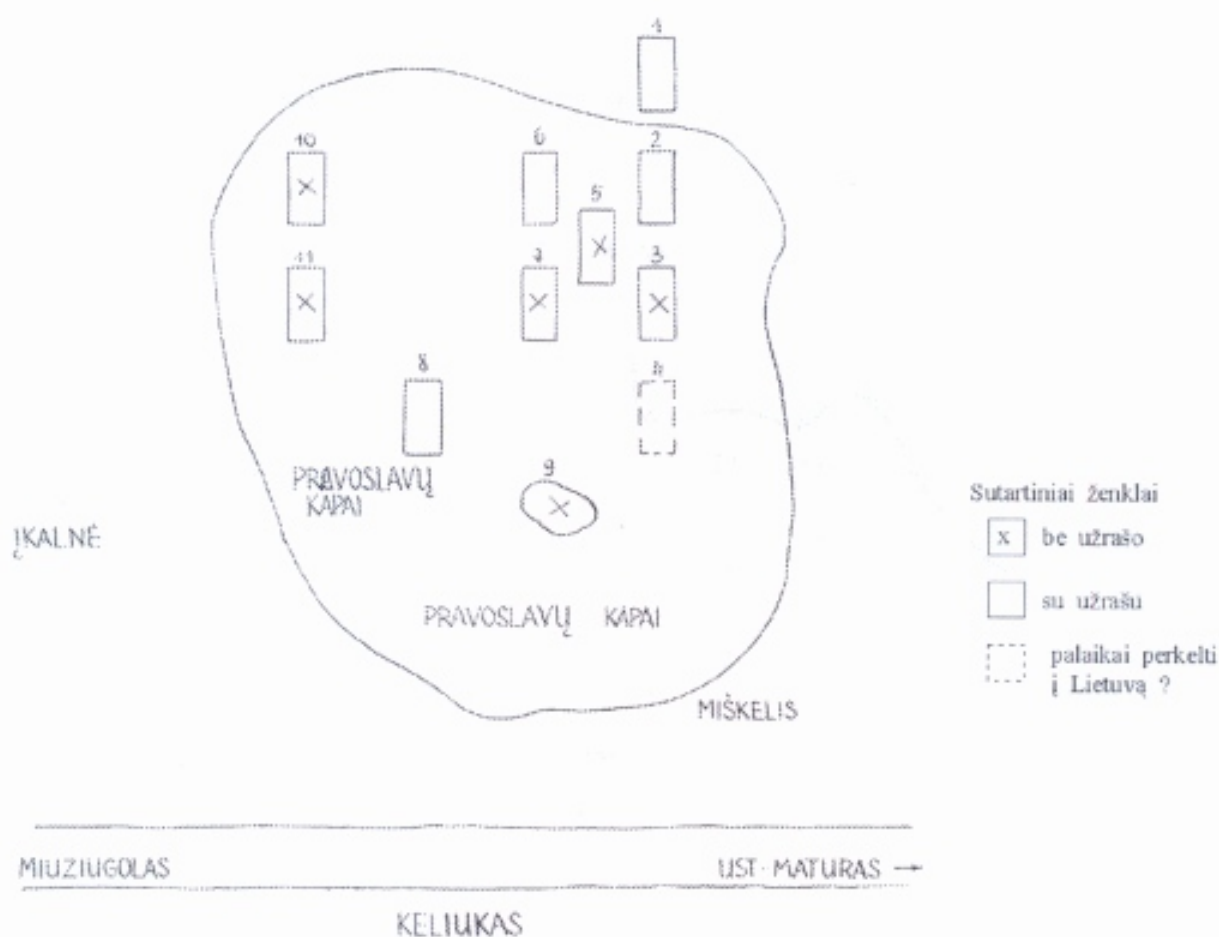 1
10
6
2
5
11
7
3
8
4
PRAVOSLAVŲ
KAPAI
9
ĮKALNĖ
PRAVOSLAVŲ KAPAI
MIŠKELIS
Sutartiniai ženklai
x be užrašo
su užrašu
palaikai perkelti
į Lietuvą ?
MIUZIUGOLAS
UST-MATURAS →
KELIUKAS